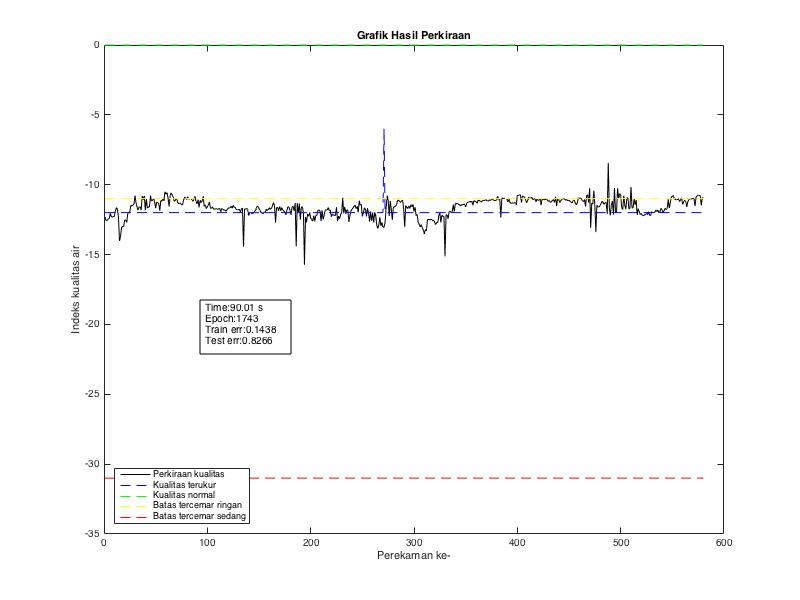 Grafik Hasil Perkiraan
Indeks kualitas air
0
-5
-10
-15
-20
-25
-30
-35
Time:90.01 s
Epoch:1743
Train err:0.1438
Test err:0.8266
Perkiraan kualitas
Kualitas terukur
Kualitas normal
Batas tercemar ringan
Batas tercemar sedang
0 100 200 300 400 500 600
Perekaman ke-